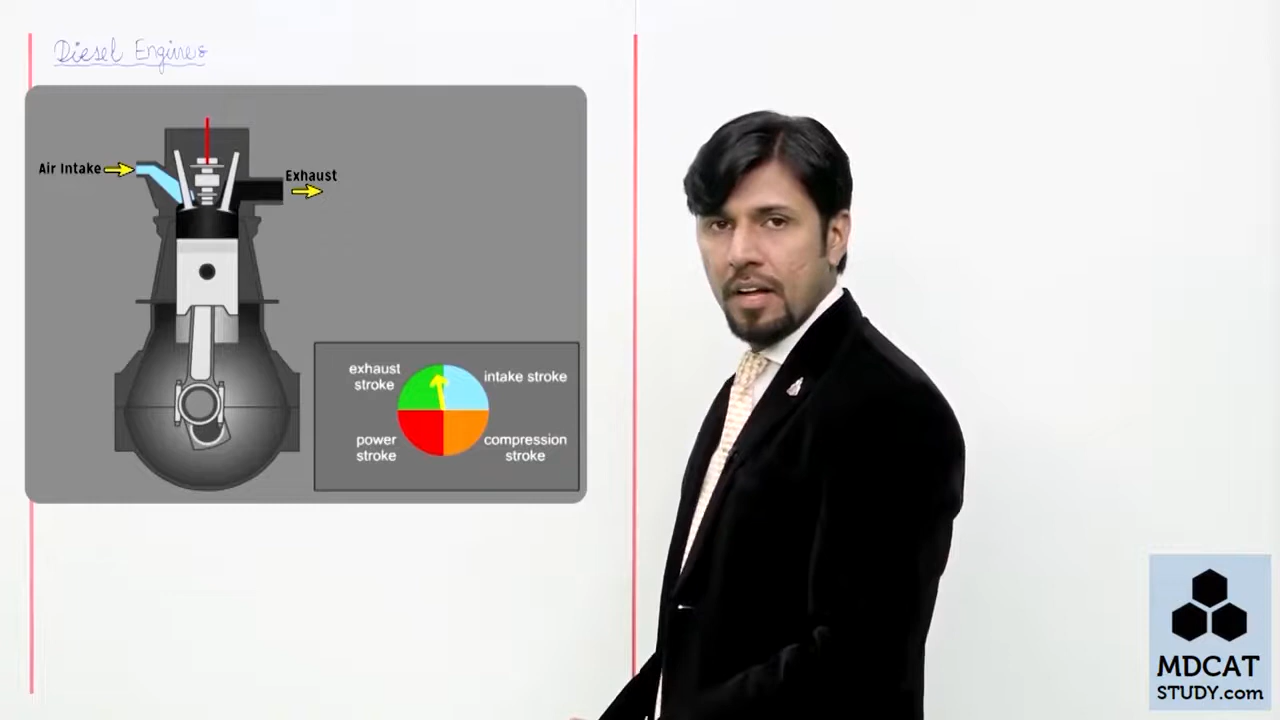 Diesel Engines
Air Intake
Exhaust
exhaust
stroke
intake stroke
power
stroke
compression
stroke
MDCAT
STUDY.com